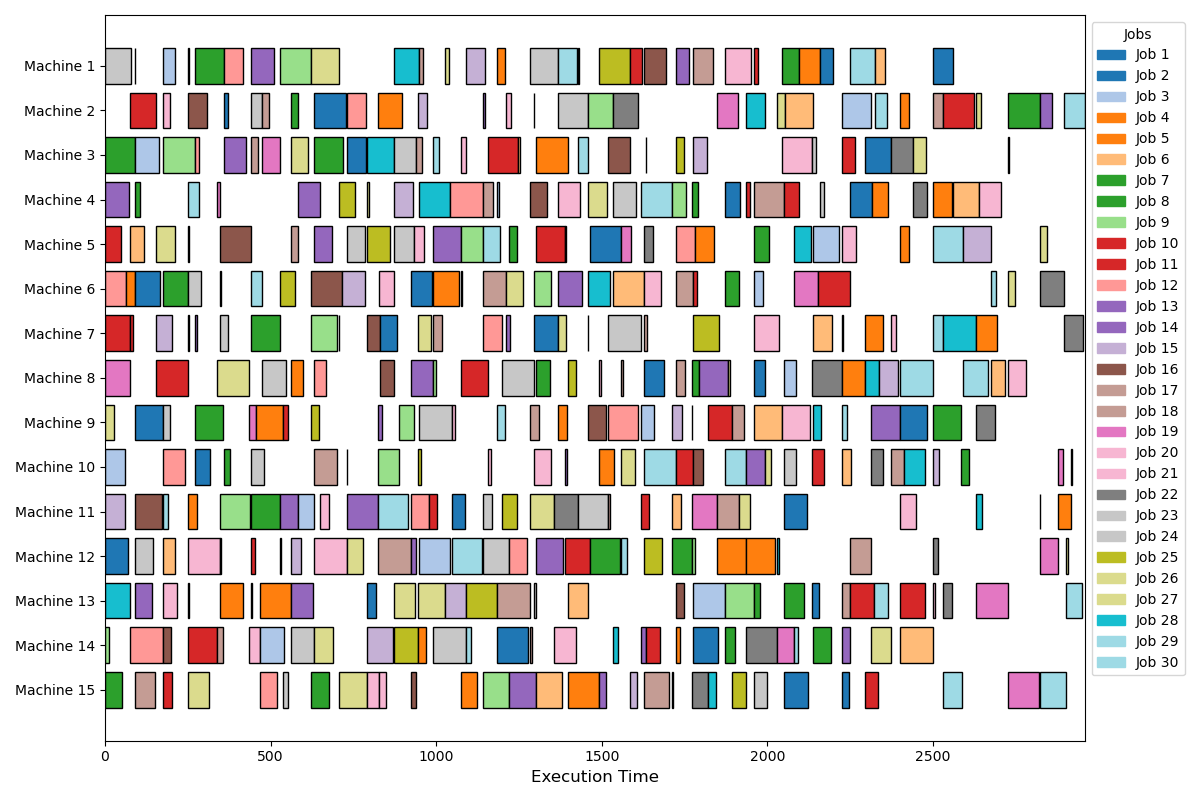 Machine 1
Machine 2
Machine 3
Machine 4
Machine 5
Machine 6
Machine 7
Machine 8
Machine 9
Machine 10
Machine 11
Machine 12
Machine 13
Machine 14
Machine 15
0 500 1000 1500 2000 2500
Execution Time
Jobs
Job 1
Job 2
Job 3
Job 4
Job 5
Job 6
Job 7
Job 8
Job 9
Job 10
Job 11
Job 12
Job 13
Job 14
Job 15
Job 16
Job 17
Job 18
Job 19
Job 20
Job 21
Job 22
Job 23
Job 24
Job 25
Job 26
Job 27
Job 28
Job 29
Job 30